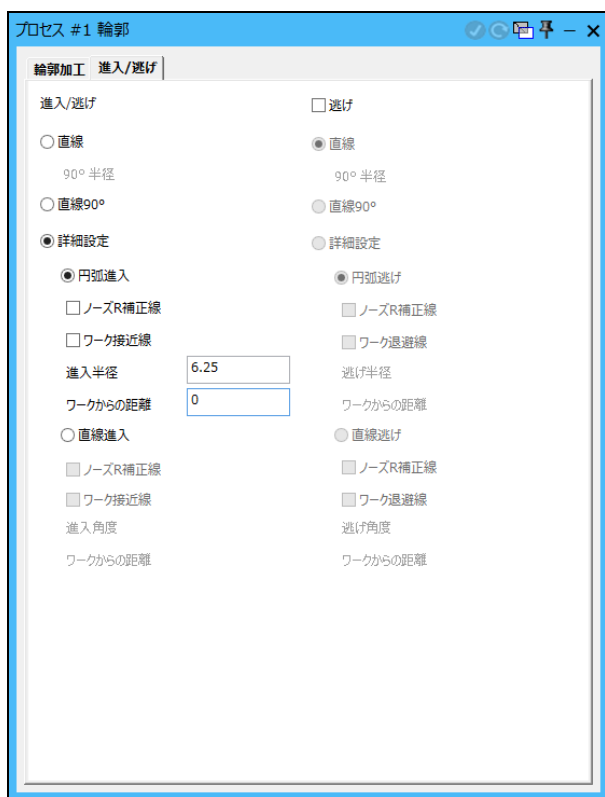 プロセス #1 輪郭
輪郭加工 進入/逃げ
進入/逃げ
直線
90° 半径
直線90°
詳細設定
円弧進入
ノーズR補正線
ワーク接近線
進入半径 6.25
ワークからの距離 0
直線進入
ノーズR補正線
ワーク接近線
進入角度
ワークからの距離
逃げ
直線
90° 半径
直線90°
詳細設定
円弧逃げ
ノーズR補正線
ワーク退避線
逃げ半径
ワークからの距離
直線逃げ
ノーズR補正線
ワーク退避線
逃げ角度
ワークからの距離